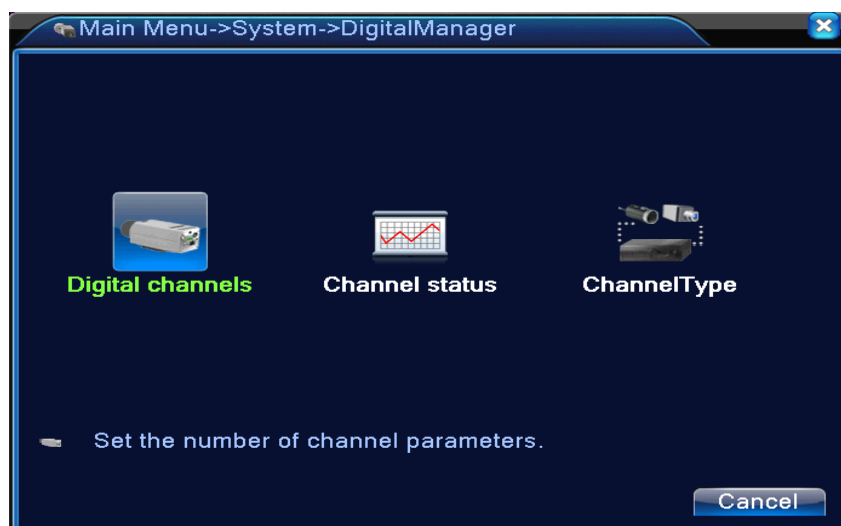 Main Menu->System->DigitalManager
Digital channels
Channel status
ChannelType
Set the number of channel parameters.
Cancel